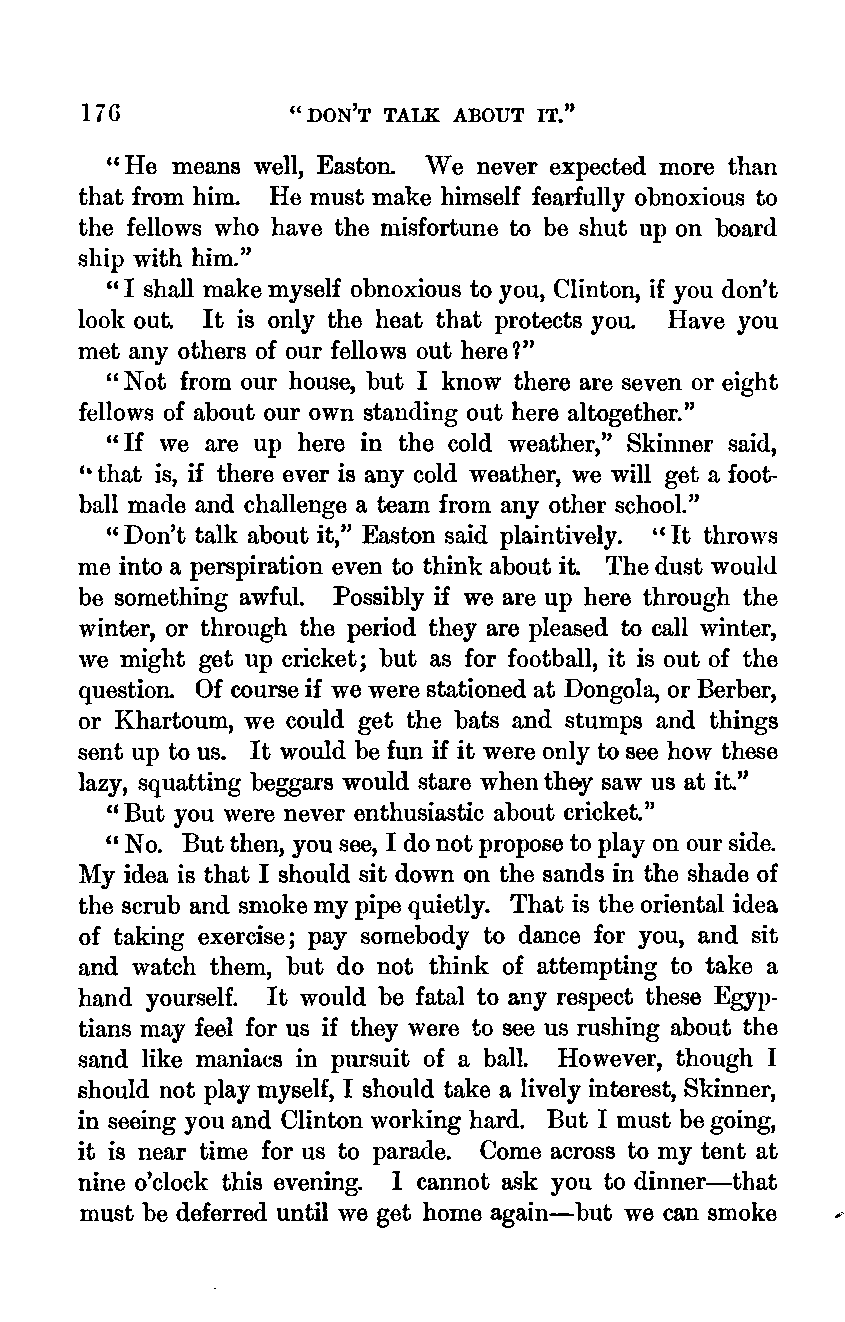 176 "DON'T TALK ABOUT IT."
"He means well, Easton. We never expected more than
that from him. He must make himself fearfully obnoxious to
the fellows who have the misfortune to be shut up on board
ship with him."
"I shall make myself obnoxious to you, Clinton, if you don't
look out. It is only the heat that protects you. Have you
met any others of our fellows out here?"
"Not from our house, but I know there are seven or eight
fellows of about our own standing out here altogether."
"If we are up here in the cold weather," Skinner said,
"that is, if there ever is any cold weather, we will get a foot-
ball made and challenge a team from any other school."
"Don't talk about it," Easton said plaintively. "It throws
me into a perspiration even to think about it. The dust would
be something awful. Possibly if we are up here through the
winter, or through the period they are pleased to call winter,
we might get up cricket; but as for football, it is out of the
question. Of course if we were stationed at Dongola, or Berber,
or Khartoum, we could get the bats and stumps and things
sent up to us. It would be fun if it were only to see how these
lazy, squatting beggars would stare when they saw us at it."
"But you were never enthusiastic about cricket."
"No. But then, you see, I do not propose to play on our side.
My idea is that I should sit down on the sands in the shade of
the scrub and smoke my pipe quietly. That is the oriental idea
of taking exercise; pay somebody to dance for you, and sit
and watch them, but do not think of attempting to take a
hand yourself. It would be fatal to any respect these Egyp-
tians may feel for us if they were to see us rushing about the
sand like maniacs in pursuit of a ball. However, though I
should not play myself, I should take a lively interest, Skinner,
in seeing you and Clinton working hard. But I must be going,
it is near time for us to parade. Come across to my tent at
nine o'clock this evening. I cannot ask you to dinner—that
must be deferred until we get home again—but we can smoke